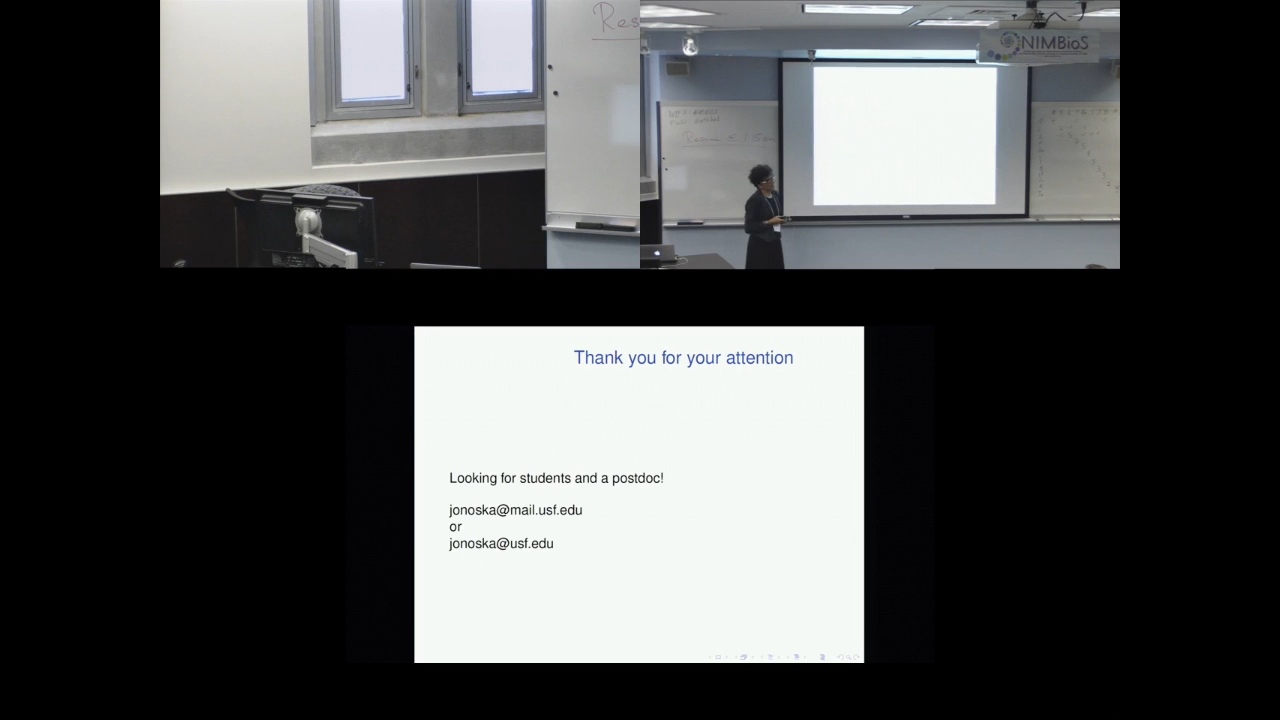 Res
NIMBioS
Thank you for your attention
Looking for students and a postdoc!
jonoska@mail.usf.edu
or
jonoska@usf.edu